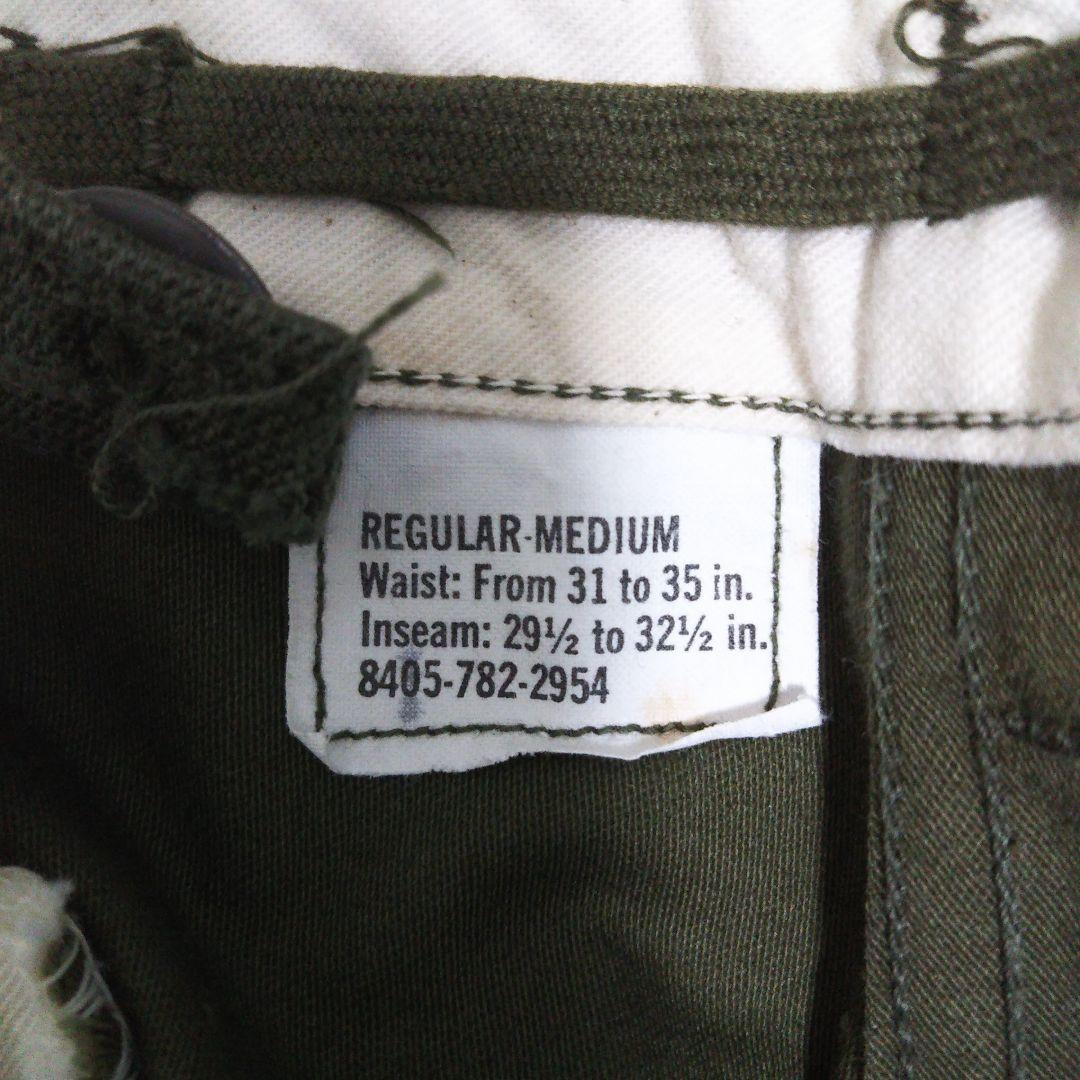 REGULAR-MEDIUM
Waist: From 31 to 35 in.
Inseam: 29½ to 32½ in.
8405-782-2954